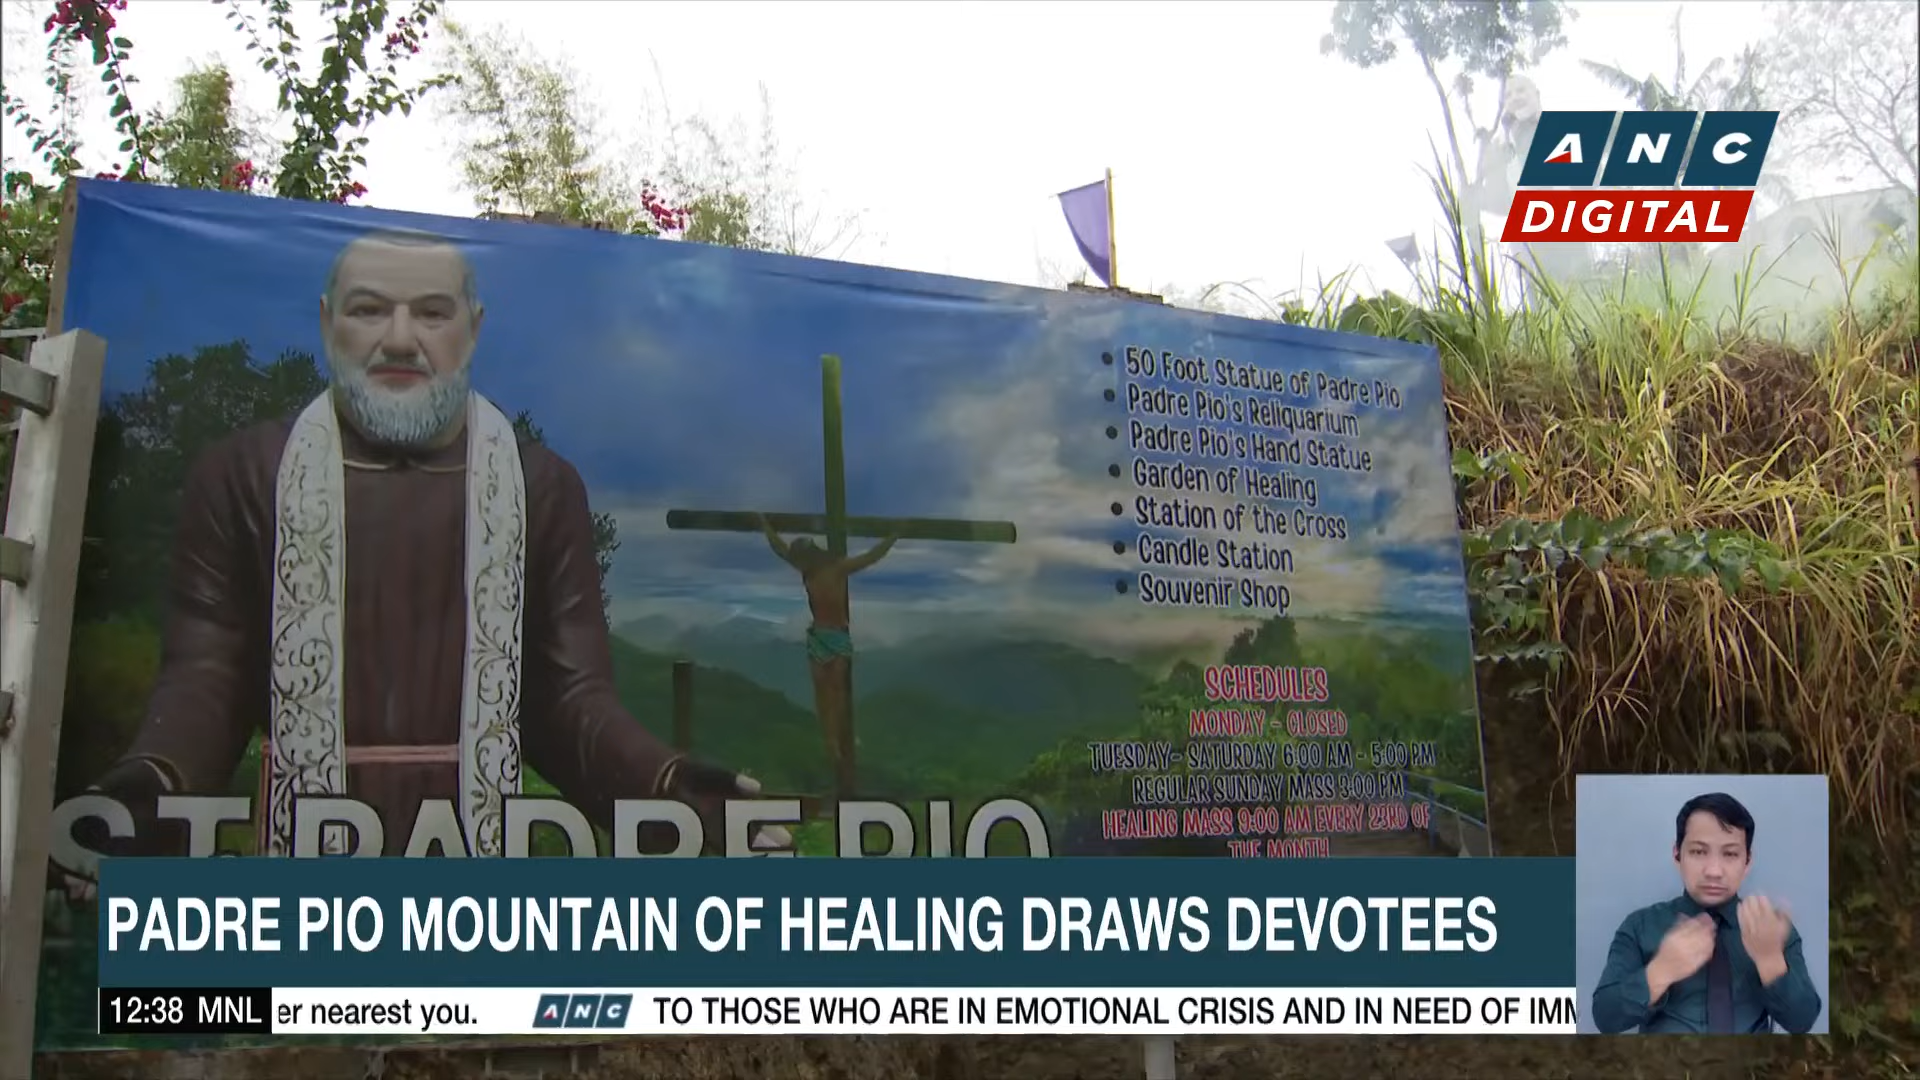 ANC
DIGITAL
• 50 Foot Statue of Padre Pio
• Padre Pio's Reliquarium
• Padre Pio's Hand Statue
• Garden of Healing
• Station of the Cross
• Candle Station
• Souvenir Shop
SCHEDULES
MONDAY - CLOSED
TUESDAY- SATURDAY 6:00 AM - 5:00 PM
REGULAR SUNDAY MASS 3:00 PM
HEALING MASS 9:00 AM EVERY 23RD OF
THE MONTH
ST. PADRE PIO
PADRE PIO MOUNTAIN OF HEALING DRAWS DEVOTEES
12:38 MNL er nearest you. ANC TO THOSE WHO ARE IN EMOTIONAL CRISIS AND IN NEED OF IMM